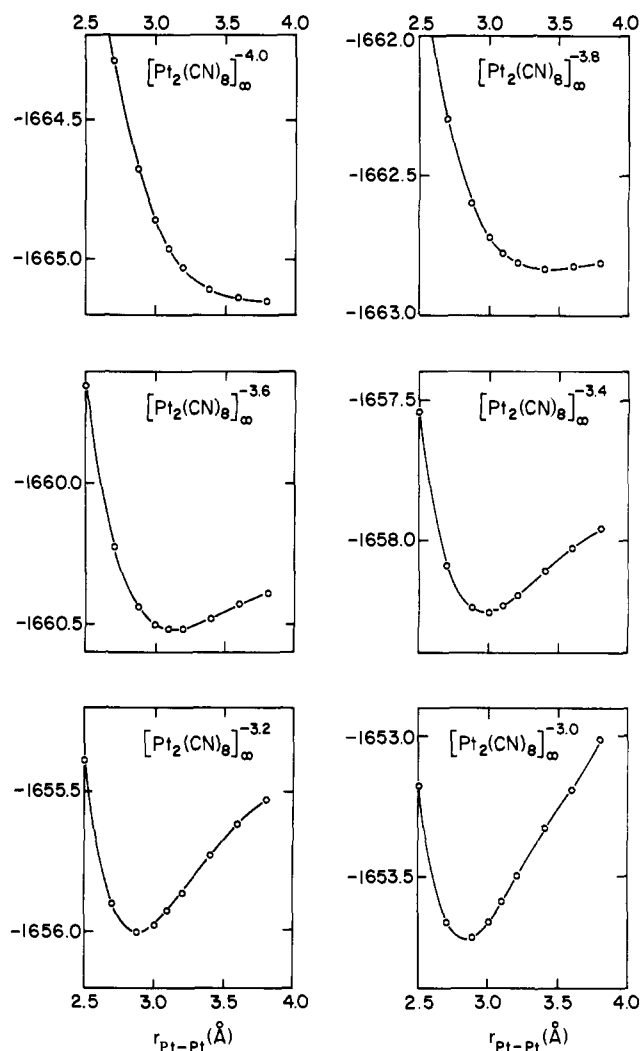 2.5 3.0 3.5 4.0
[Pt2(CN)8]∞^-4.0
-1664.5
-1665.0
2.5 3.0 3.5 4.0
-1662.0
[Pt2(CN)8]∞^-3.8
-1662.5
-1663.0
[Pt2(CN)8]∞^-3.6
-1660.0
-1660.5
-1657.5
[Pt2(CN)8]∞^-3.4
-1658.0
[Pt2(CN)8]∞^-3.2
-1655.5
-1656.0
2.5 3.0 3.5 4.0
rPt-Pt(Å)
-1653.0
[Pt2(CN)8]∞^-3.0
-1653.5
2.5 3.0 3.5 4.0
rPt-Pt(Å)